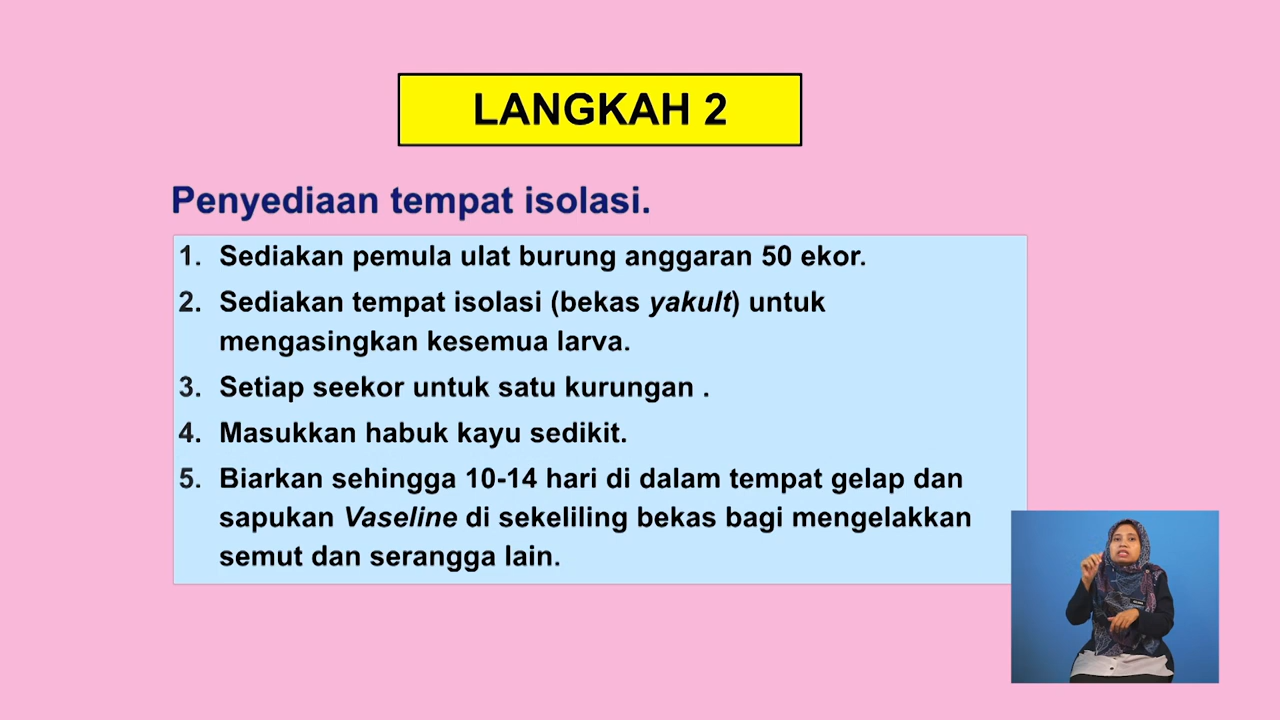 LANGKAH 2
Penyediaan tempat isolasi.
1. Sediakan pemula ulat burung anggaran 50 ekor.
2. Sediakan tempat isolasi (bekas yakult) untuk
mengasingkan kesemua larva.
3. Setiap seekor untuk satu kurungan .
4. Masukkan habuk kayu sedikit.
5. Biarkan sehingga 10-14 hari di dalam tempat gelap dan
sapukan Vaseline di sekeliling bekas bagi mengelakkan
semut dan serangga lain.